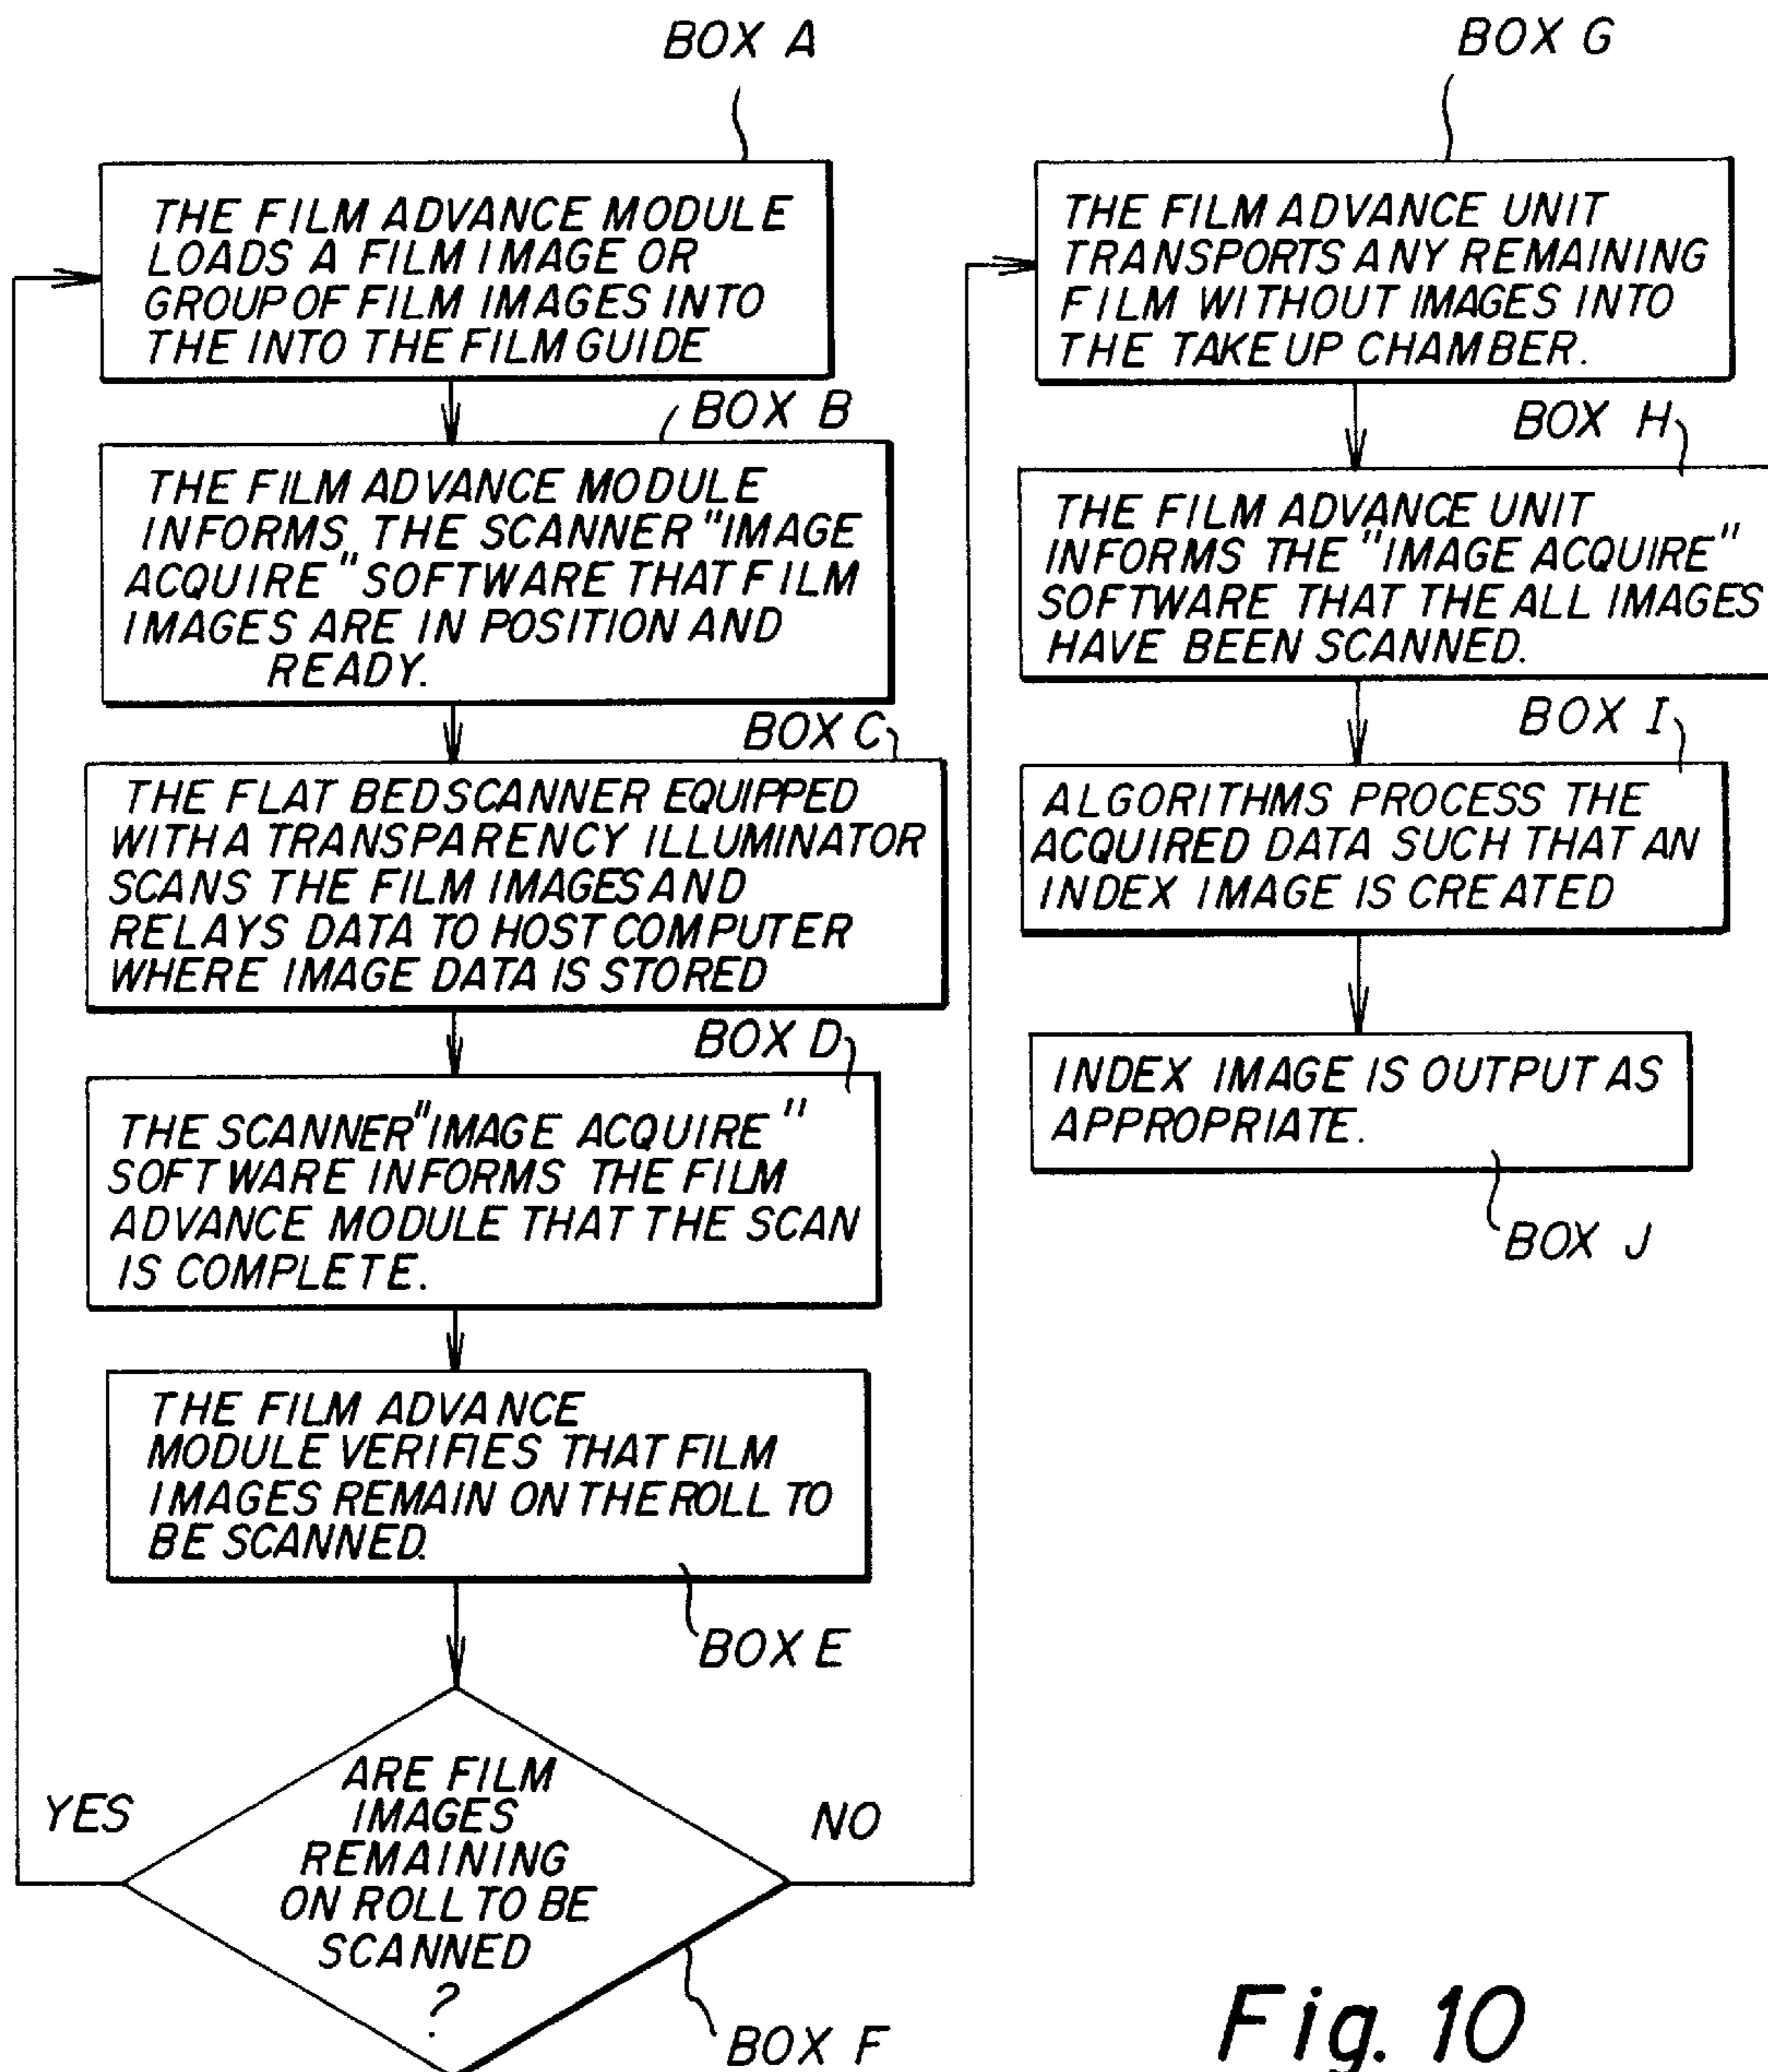 BOX A
THE FILM ADVANCE MODULE
LOADS A FILM IMAGE OR
GROUP OF FILM IMAGES INTO
THE INTO THE FILM GUIDE
BOX B
THE FILM ADVANCE MODULE
INFORMS THE SCANNER "IMAGE
ACQUIRE" SOFTWARE THAT FILM
IMAGES ARE IN POSITION AND
READY.
BOX C
THE FLAT BED SCANNER EQUIPPED
WITH A TRANSPARENCY ILLUMINATOR
SCANS THE FILM IMAGES AND
RELAYS DATA TO HOST COMPUTER
WHERE IMAGE DATA IS STORED
BOX D
THE SCANNER "IMAGE ACQUIRE"
SOFTWARE INFORMS THE FILM
ADVANCE MODULE THAT THE SCAN
IS COMPLETE.
THE FILM ADVANCE
MODULE VERIFIES THAT FILM
IMAGES REMAIN ON THE ROLL TO
BE SCANNED.
BOX E
ARE FILM
IMAGES
REMAINING
ON ROLL TO BE
SCANNED
?
YES
NO
BOX F
BOX G
THE FILM ADVANCE UNIT
TRANSPORTS ANY REMAINING
FILM WITHOUT IMAGES INTO
THE TAKE UP CHAMBER.
BOX H
THE FILM ADVANCE UNIT
INFORMS THE "IMAGE ACQUIRE"
SOFTWARE THAT THE ALL IMAGES
HAVE BEEN SCANNED.
BOX I
ALGORITHMS PROCESS THE
ACQUIRED DATA SUCH THAT AN
INDEX IMAGE IS CREATED
INDEX IMAGE IS OUTPUT AS
APPROPRIATE.
BOX J
Fig. 10